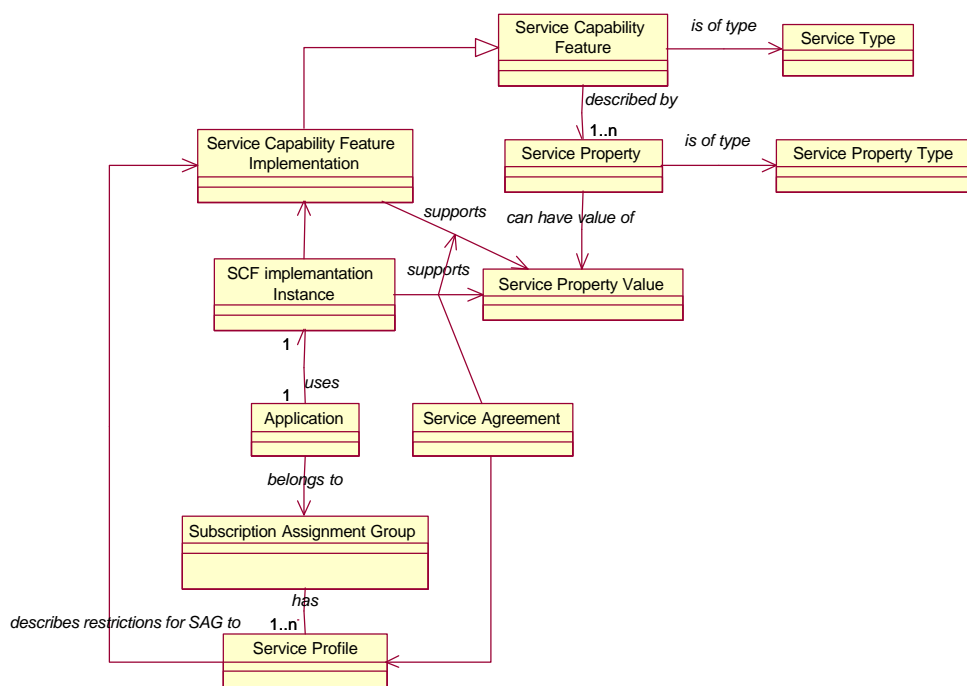 Service Capability
Feature
is of type
Service Type
described by
1..n
Service Capability Feature
Implementation
Service Property
is of type
Service Property Type
supports
can have value of
SCF implemantation
Instance
supports
Service Property Value
1
uses
1
Application
Service Agreement
belongs to
Subscription Assignment Group
has
describes restrictions for SAG to
1..n
Service Profile